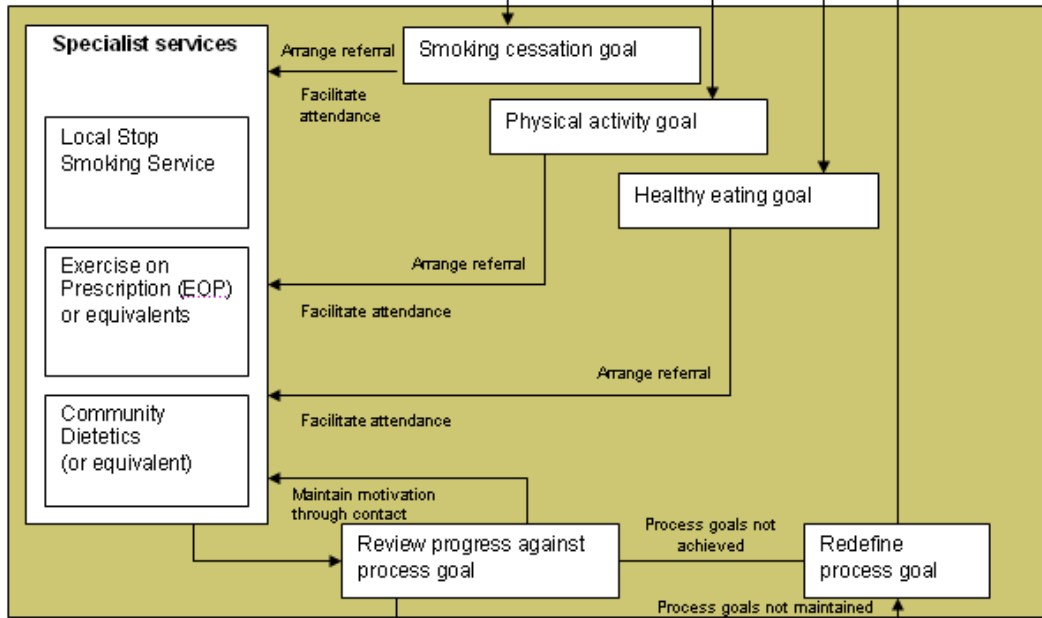 Specialist services
Arrange referral
Smoking cessation goal
Facilitate
attendance
Physical activity goal
Local Stop
Smoking Service
Healthy eating goal
Exercise on
Prescription (EOP)
or equivalents
Arrange referral
Facilitate attendance
Arrange referral
Facilitate attendance
Community
Dietetics
(or equivalent)
Maintain motivation
through contact
Review progress against
process goal
Process goals not
achieved
Redefine
process goal
Process goals not maintained